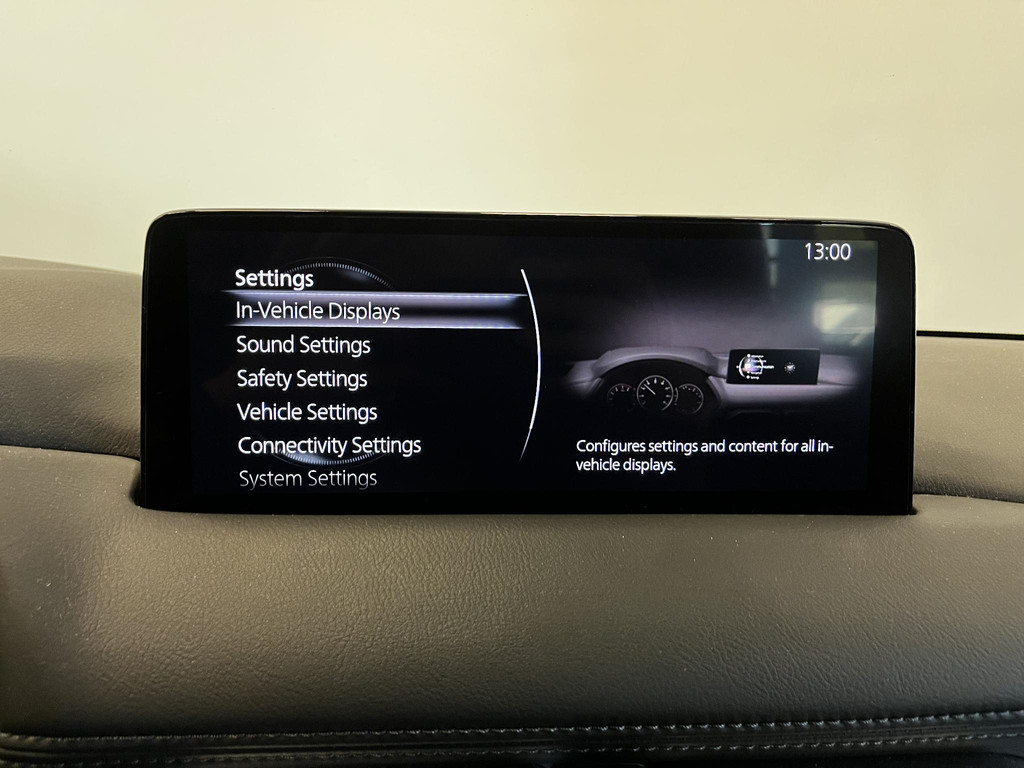 13:00
Settings
In-Vehicle Displays
Sound Settings
Safety Settings
Vehicle Settings
Connectivity Settings
System Settings
Configures settings and content for all in-
vehicle displays.